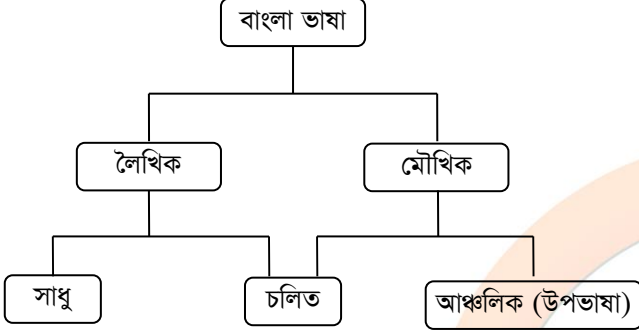 বাংলা ভাষা
লৈখিক
মৌখিক
সাধু
চলিত
আঞ্চলিক (উপভাষা)